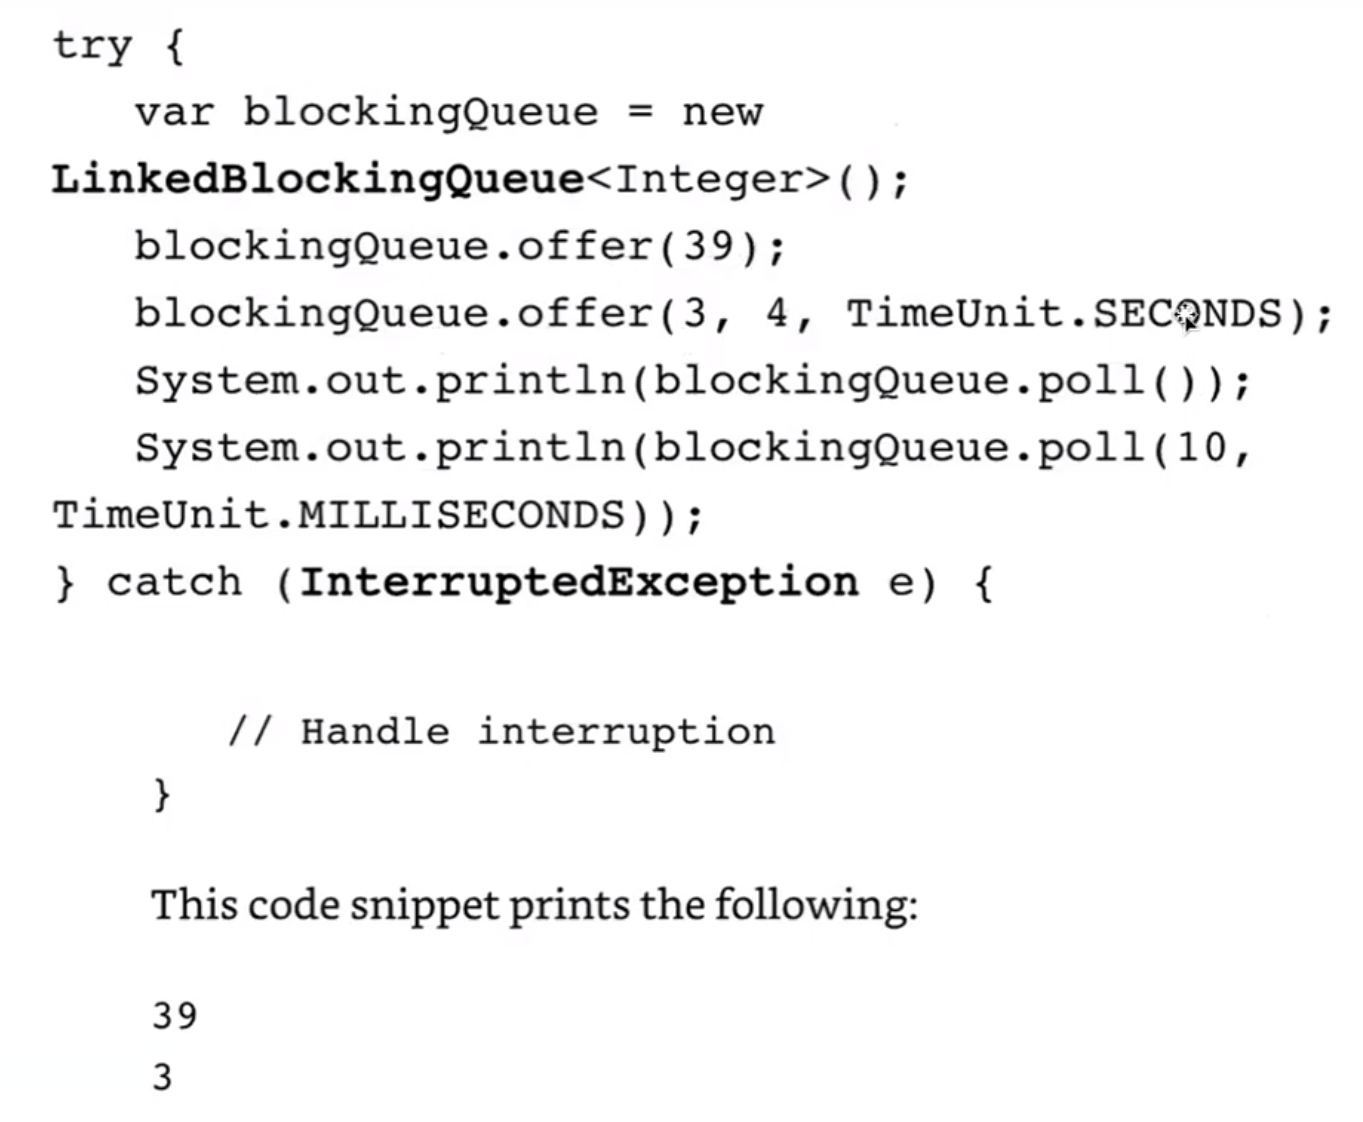 try {
var blockingQueue = new
LinkedBlockingQueue<Integer>();
blockingQueue.offer(39);
blockingQueue.offer(3, 4, TimeUnit.SECONDS);
System.out.println(blockingQueue.poll());
System.out.println(blockingQueue.poll(10,
TimeUnit.MILLISECONDS));
} catch (InterruptedException e) {
// Handle interruption
}
This code snippet prints the following:
39
3